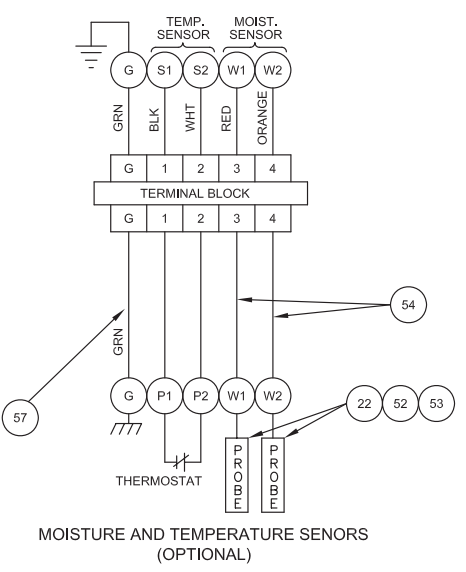 TEMP. MOIST.
SENSOR SENSOR
G S1 S2 W1 W2
GRN BLK WHT RED ORANGE
G 1 2 3 4
TERMINAL BLOCK
G 1 2 3 4
54
GRN
57
G P1 P2 W1 W2
22 52 53
THERMOSTAT
PROBE PROBE
MOISTURE AND TEMPERATURE SENORS
(OPTIONAL)